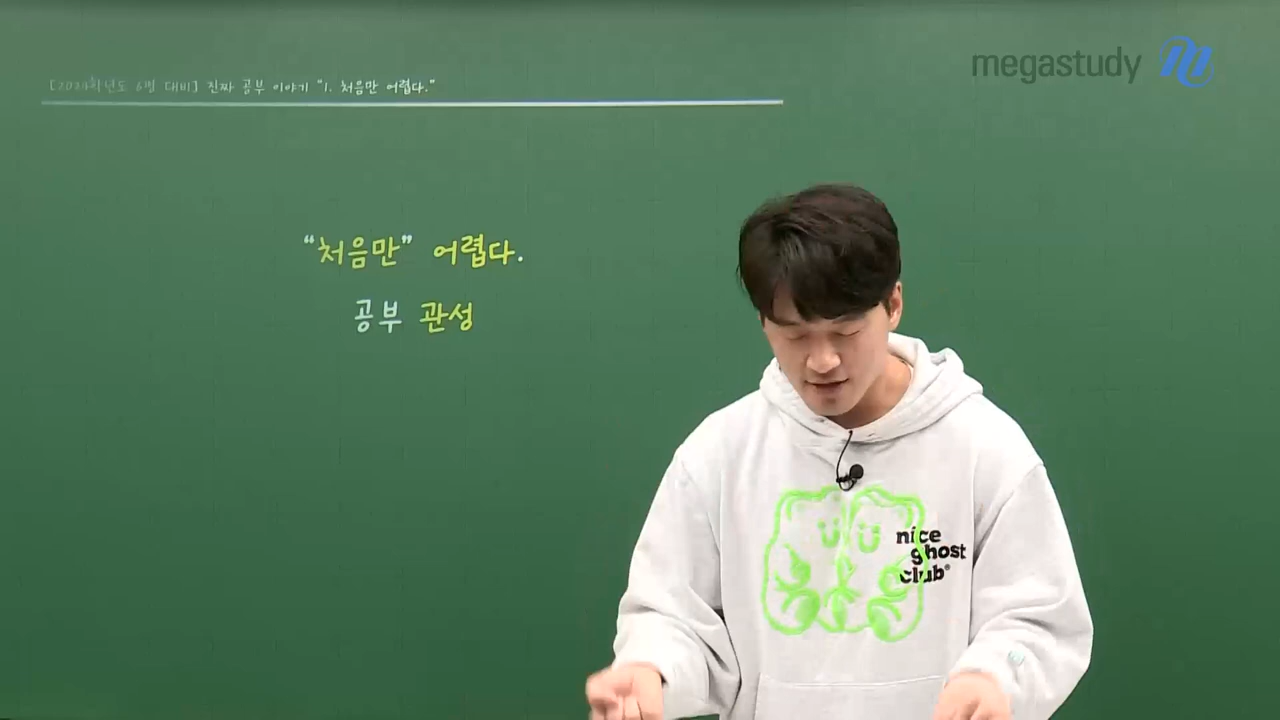 megastudy
[2024학년도 6평 대비] 진짜 공부 이야기 "1. 처음만 어렵다."
"처음만" 어렵다.
공부 관성
nice
ghost
club®